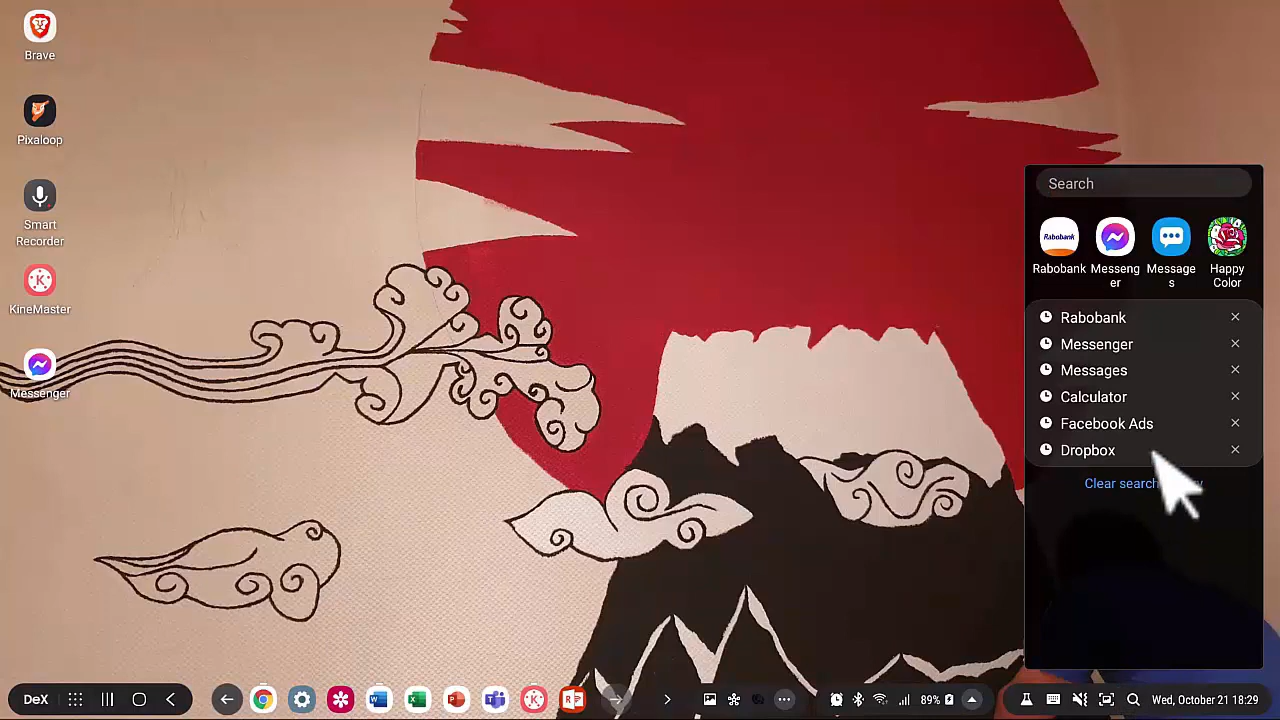 Brave
Pixaloop
Smart
Recorder
KineMaster
Messenger
Search
Rabobank
Rabobank
Messeng
er
Message
s
Happy
Color
Rabobank
Messenger
Messages
Calculator
Facebook Ads
Dropbox
Clear search
DeX
89%
Wed, October 21 18:29